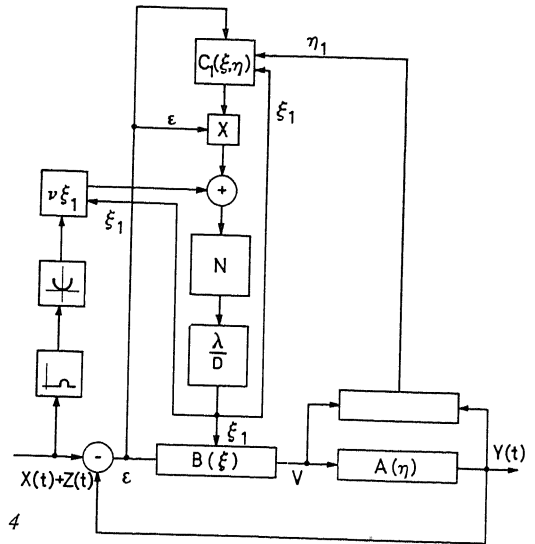 η₁
C₁(ξ,η)
ξ₁
ε
X
νξ₁
+
ξ₁
N
λ/D
ξ₁
-
X(t)+Z(t)
ε
B(ξ)
V
A(η)
Y(t)
4